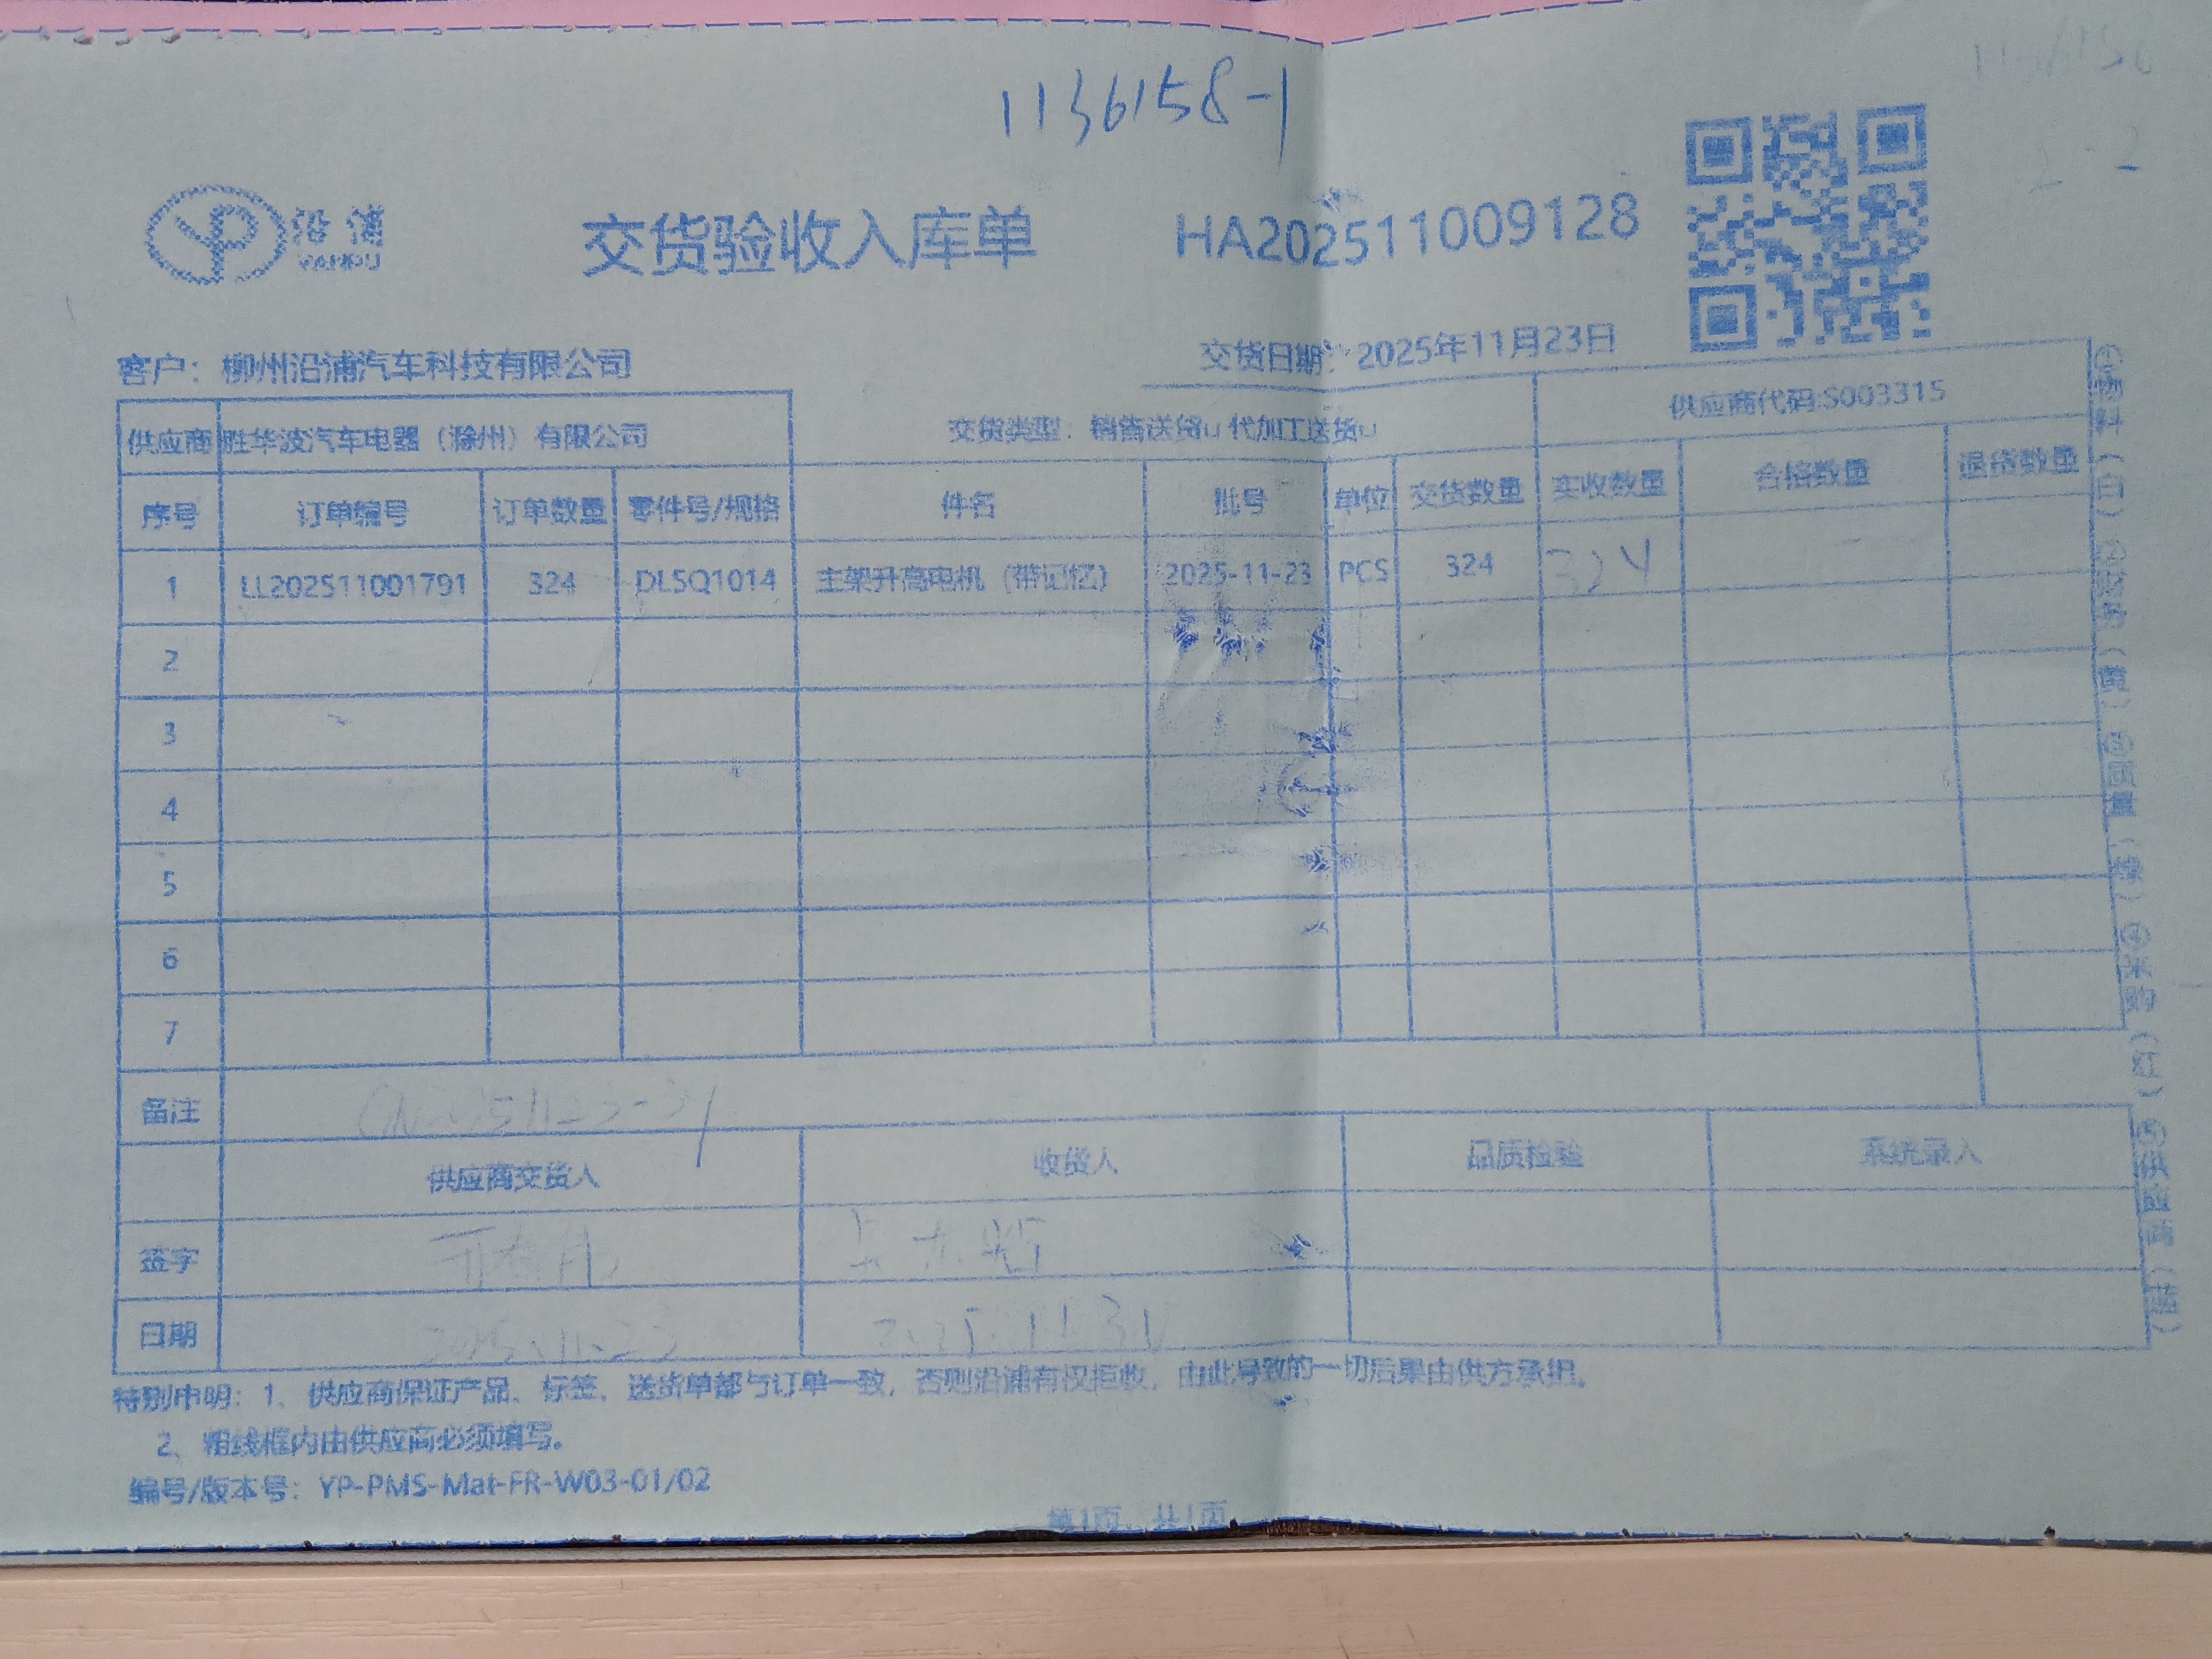 1136158-1
沿浦
YANPU
交货验收入库单
HA202511009128
客户：柳州沿浦汽车科技有限公司
交货日期：2025年11月23日
供应商 胜华波汽车电器（滁州）有限公司 交货类型：销售送货u 代加工送货u 供应商代码:S003315
序号 订单编号 订单数量 零件号/规格 件名 批号 单位 交货数量 实收数量 合格数量 退货数量
1 LL202511001791 324 DLSQ1014 主架升高电机（带记忆） 2025-11-23 PCS 324 324
2
3
4
5
6
7
备注
供应商交货人 收货人 品质检验 系统录入
签字
日期 2025.11.23
特别申明：1、供应商保证产品、标签、送货单都与订单一致，否则沿浦有权拒收，由此导致的一切后果由供方承担。
2、粗线框内由供应商必须填写。
编号/版本号：YP-PMS-Mat-FR-W03-01/02
第1页，共1页
①物料（白）②财务（黄）③质量（绿）④采购（红）⑤供应商（蓝）